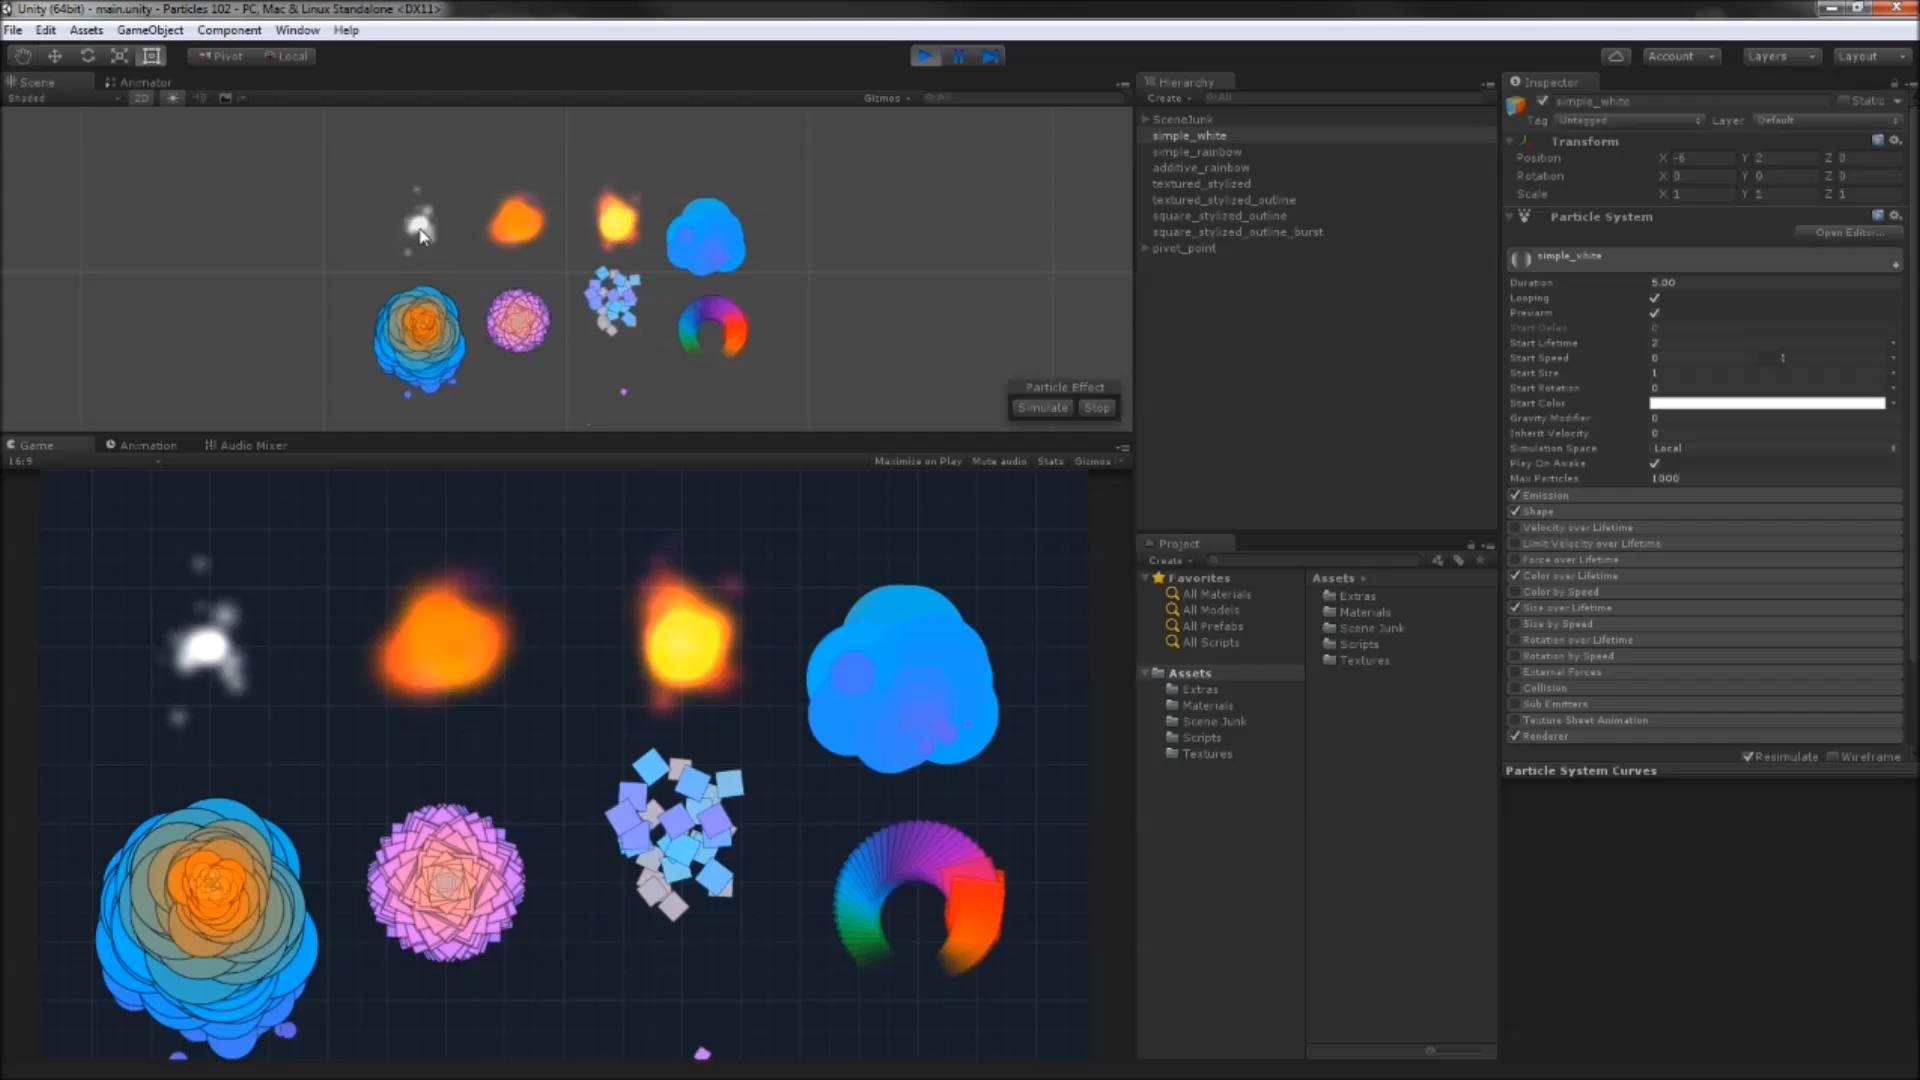 Unity (64bit) - main.unity - Particles 102 - PC, Mac & Linux Standalone <DX11>
File Edit Assets GameObject Component Window Help
Pivot Local Account Layers Layout
Scene Animator
Shaded 2D Gizmos All
Particle Effect
Simulate Stop
Game Animation Audio Mixer
16:9 Maximize on Play Mute audio Stats Gizmos
Hierarchy
Create All
SceneJunk
simple_white
simple_rainbow
additive_rainbow
textured_stylized
textured_stylized_outline
square_stylized_outline
square_stylized_outline_burst
pivot_point
Project
Create
Favorites
All Materials
All Models
All Prefabs
All Scripts
Assets
Extras
Materials
Scene Junk
Scripts
Textures
Assets
Extras
Materials
Scene Junk
Scripts
Textures
Inspector
simple_white Static
Tag Untagged Layer Default
Transform
Position X -6 Y 2 Z 0
Rotation X 0 Y 0 Z 0
Scale X 1 Y 1 Z 1
Particle System
Open Editor...
simple_white
Duration 5.00
Looping
Prewarm
Start Delay 0
Start Lifetime 2
Start Speed 0 1
Start Size 1
Start Rotation 0
Start Color
Gravity Modifier 0
Inherit Velocity 0
Simulation Space Local
Play On Awake
Max Particles 1000
Emission
Shape
Velocity over Lifetime
Limit Velocity over Lifetime
Force over Lifetime
Color over Lifetime
Color by Speed
Size over Lifetime
Size by Speed
Rotation over Lifetime
Rotation by Speed
External Forces
Collision
Sub Emitters
Texture Sheet Animation
Renderer
Resimulate Wireframe
Particle System Curves